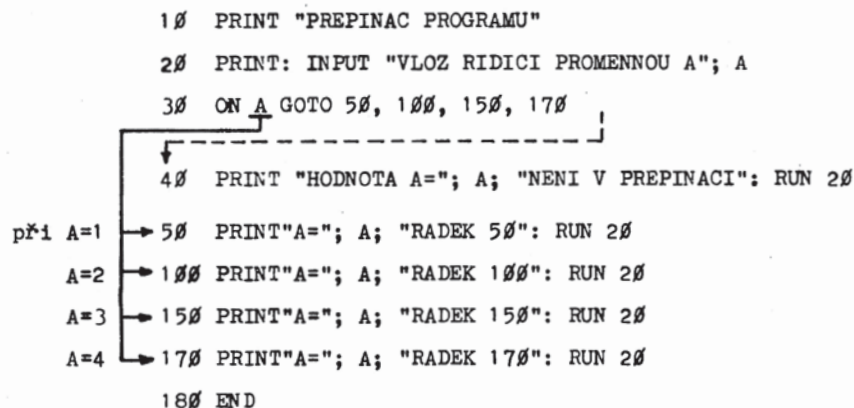 1Ø PRINT "PREPINAC PROGRAMU"
2Ø PRINT: INPUT "VLOZ RIDICI PROMENNOU A"; A
3Ø ON A GOTO 5Ø, 1ØØ, 15Ø, 17Ø
4Ø PRINT "HODNOTA A="; A; "NENI V PREPINACI": RUN 2Ø
při A=1 5Ø PRINT"A="; A; "RADEK 5Ø": RUN 2Ø
A=2 1ØØ PRINT"A="; A; "RADEK 1ØØ": RUN 2Ø
A=3 15Ø PRINT"A="; A; "RADEK 15Ø": RUN 2Ø
A=4 17Ø PRINT"A="; A; "RADEK 17Ø": RUN 2Ø
18Ø END